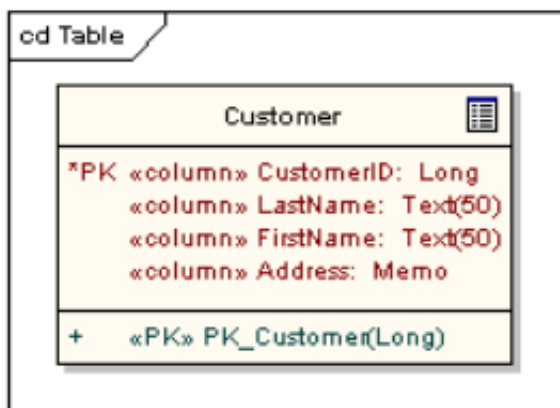 cd Table
Customer
*PK «column» CustomerID: Long
«column» LastName: Text(50)
«column» FirstName: Text(50)
«column» Address: Memo
+ «PK» PK_Customer(Long)